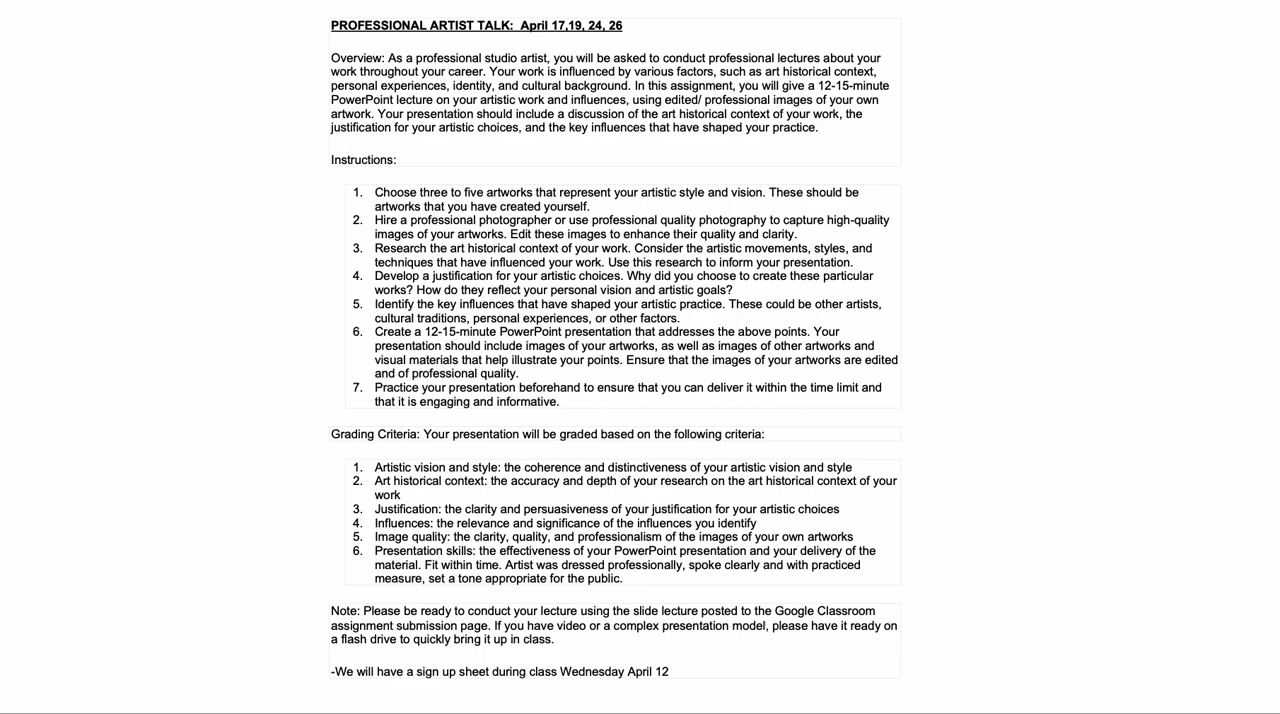 PROFESSIONAL ARTIST TALK: April 17,19, 24, 26
Overview: As a professional studio artist, you will be asked to conduct professional lectures about your
work throughout your career. Your work is influenced by various factors, such as art historical context,
personal experiences, identity, and cultural background. In this assignment, you will give a 12-15-minute
PowerPoint lecture on your artistic work and influences, using edited/ professional images of your own
artwork. Your presentation should include a discussion of the art historical context of your work, the
justification for your artistic choices, and the key influences that have shaped your practice.
Instructions:
1. Choose three to five artworks that represent your artistic style and vision. These should be
artworks that you have created yourself.
2. Hire a professional photographer or use professional quality photography to capture high-quality
images of your artworks. Edit these images to enhance their quality and clarity.
3. Research the art historical context of your work. Consider the artistic movements, styles, and
techniques that have influenced your work. Use this research to inform your presentation.
4. Develop a justification for your artistic choices. Why did you choose to create these particular
works? How do they reflect your personal vision and artistic goals?
5. Identify the key influences that have shaped your artistic practice. These could be other artists,
cultural traditions, personal experiences, or other factors.
6. Create a 12-15-minute PowerPoint presentation that addresses the above points. Your
presentation should include images of your artworks, as well as images of other artworks and
visual materials that help illustrate your points. Ensure that the images of your artworks are edited
and of professional quality.
7. Practice your presentation beforehand to ensure that you can deliver it within the time limit and
that it is engaging and informative.
Grading Criteria: Your presentation will be graded based on the following criteria:
1. Artistic vision and style: the coherence and distinctiveness of your artistic vision and style
2. Art historical context: the accuracy and depth of your research on the art historical context of your
work
3. Justification: the clarity and persuasiveness of your justification for your artistic choices
4. Influences: the relevance and significance of the influences you identify
5. Image quality: the clarity, quality, and professionalism of the images of your own artworks
6. Presentation skills: the effectiveness of your PowerPoint presentation and your delivery of the
material. Fit within time. Artist was dressed professionally, spoke clearly and with practiced
measure, set a tone appropriate for the public.
Note: Please be ready to conduct your lecture using the slide lecture posted to the Google Classroom
assignment submission page. If you have video or a complex presentation model, please have it ready on
a flash drive to quickly bring it up in class.
-We will have a sign up sheet during class Wednesday April 12